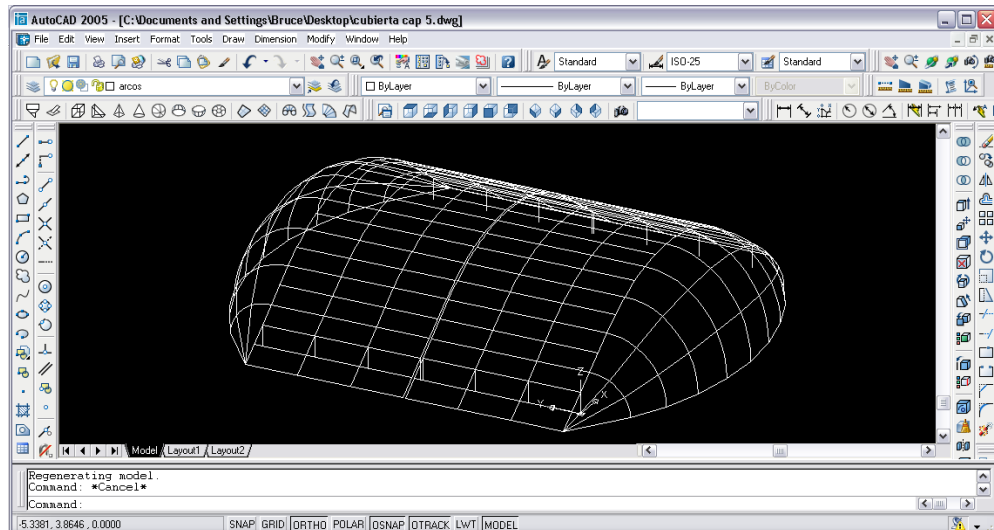 AutoCAD 2005 - [C:\Documents and Settings\Bruce\Desktop\cubierta cap 5.dwg]
File Edit View Insert Format Tools Draw Dimension Modify Window Help
Standard ISO-25 Standard
arcos ByLayer ByLayer ByLayer ByColor
Z
X
Y
Model Layout1 Layout2
Regenerating model.
Command: *Cancel*
Command:
-5.3381, 3.8646, 0.0000 SNAP GRID ORTHO POLAR OSNAP OTRACK LWT MODEL